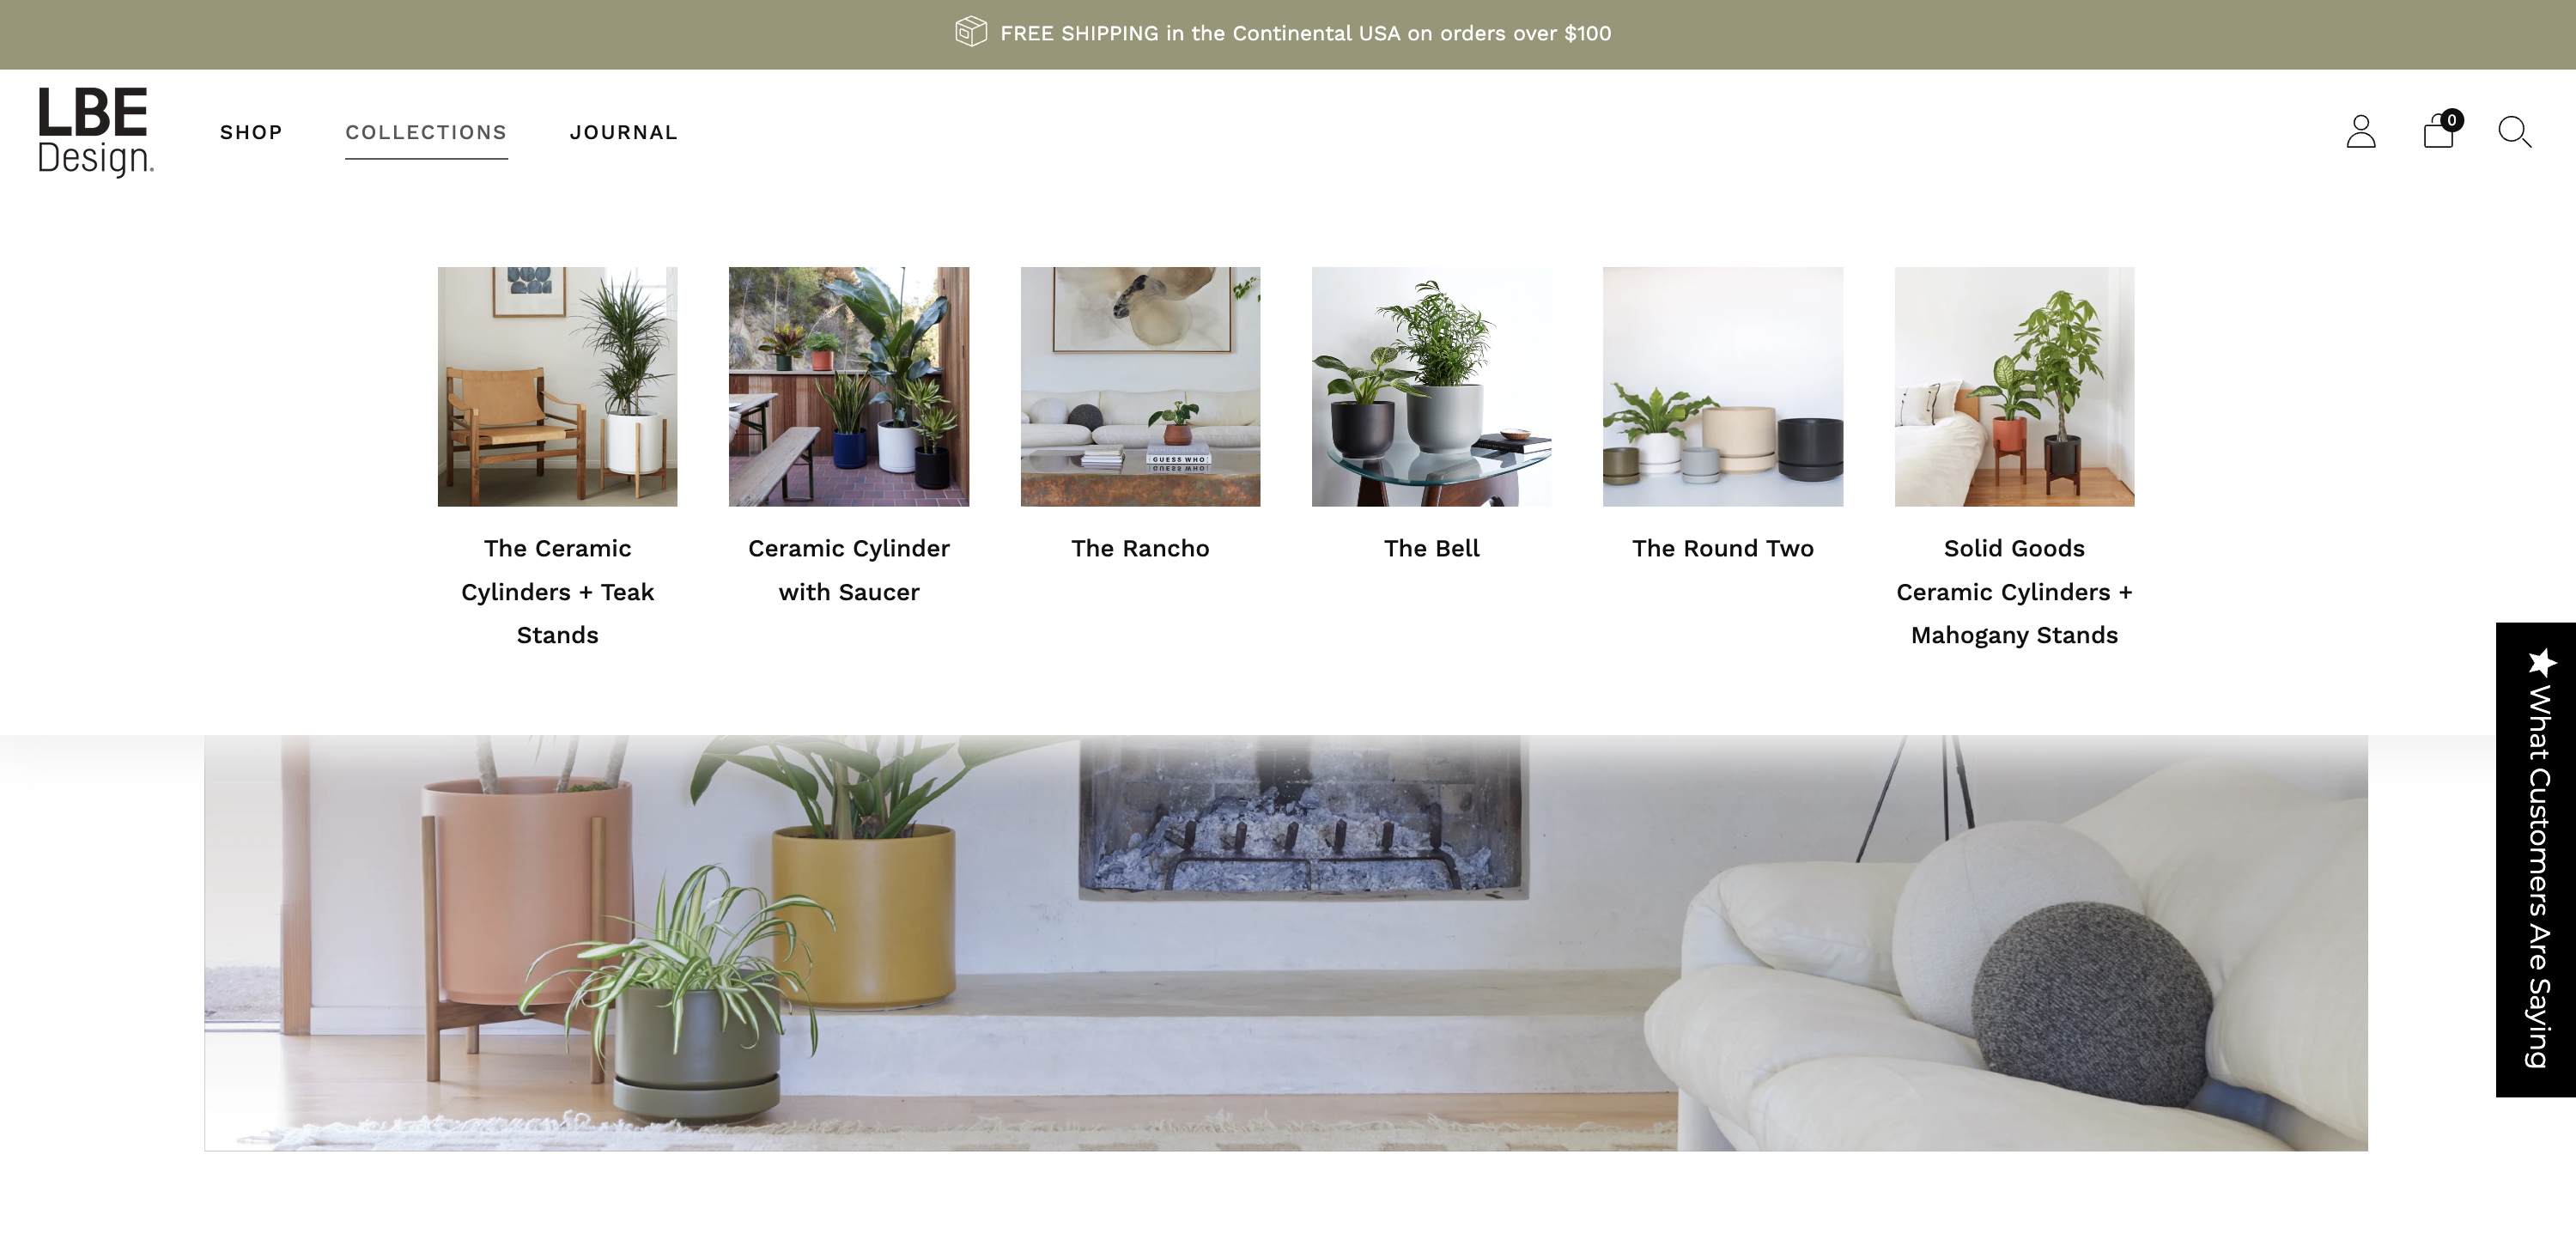 FREE SHIPPING in the Continental USA on orders over $100
LBE
Design.
SHOP
COLLECTIONS
JOURNAL
0
GUESS WHO
The Ceramic
Cylinders + Teak
Stands
Ceramic Cylinder
with Saucer
The Rancho
The Bell
The Round Two
Solid Goods
Ceramic Cylinders +
Mahogany Stands
★ What Customers Are Saying